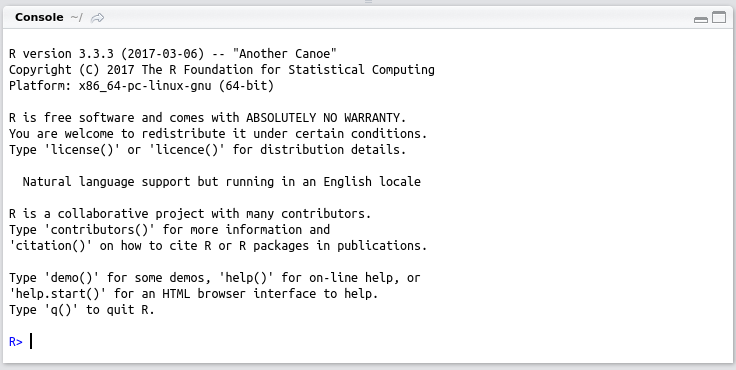 Console ~/
R version 3.3.3 (2017-03-06) -- "Another Canoe"
Copyright (C) 2017 The R Foundation for Statistical Computing
Platform: x86_64-pc-linux-gnu (64-bit)
R is free software and comes with ABSOLUTELY NO WARRANTY.
You are welcome to redistribute it under certain conditions.
Type 'license()' or 'licence()' for distribution details.
Natural language support but running in an English locale
R is a collaborative project with many contributors.
Type 'contributors()' for more information and
'citation()' on how to cite R or R packages in publications.
Type 'demo()' for some demos, 'help()' for on-line help, or
'help.start()' for an HTML browser interface to help.
Type 'q()' to quit R.
R>